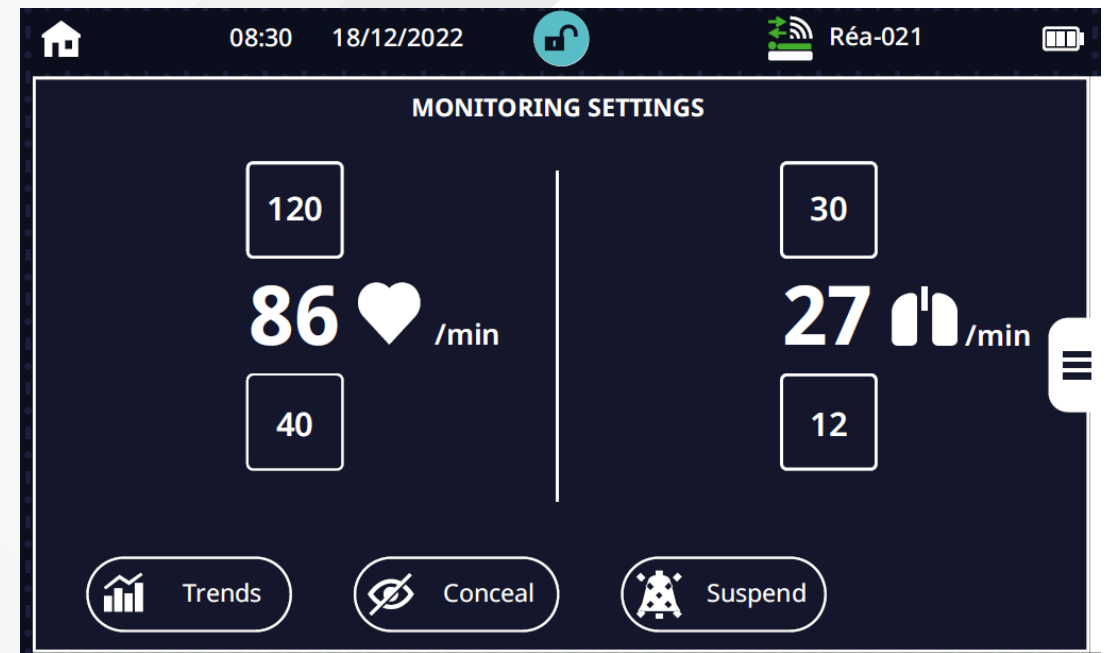 08:30 18/12/2022 Réa-021
MONITORING SETTINGS
120
86 /min
40
30
27 /min
12
Trends Conceal Suspend